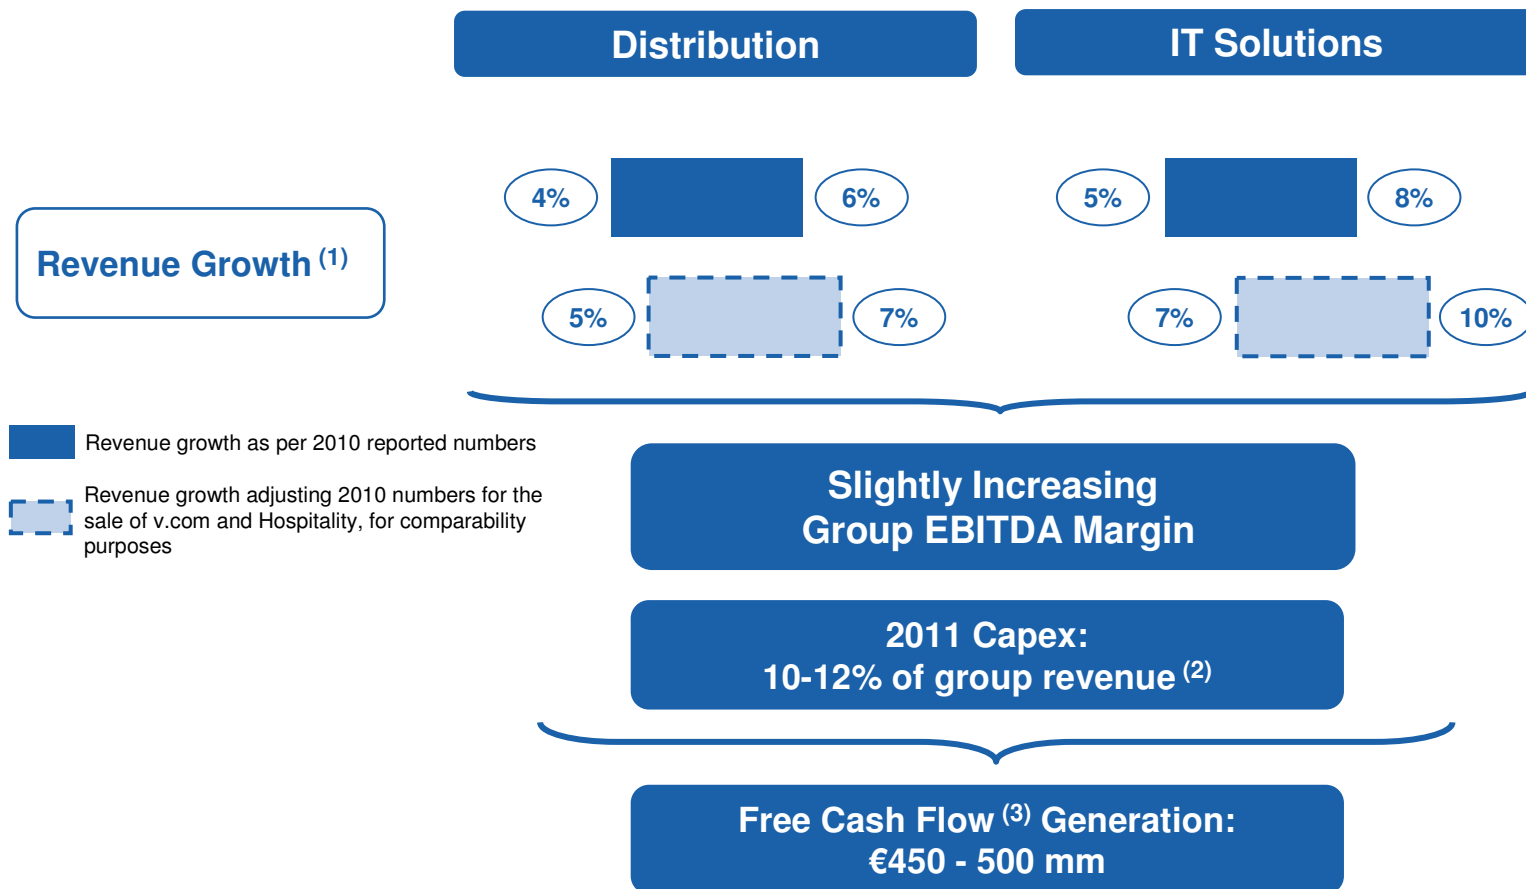 Distribution
IT Solutions
4%
6%
5%
8%
Revenue Growth (1)
5%
7%
7%
10%
Revenue growth as per 2010 reported numbers
Revenue growth adjusting 2010 numbers for the
sale of v.com and Hospitality, for comparability
purposes
Slightly Increasing
Group EBITDA Margin
2011 Capex:
10-12% of group revenue (2)
Free Cash Flow (3) Generation:
€450 - 500 mm